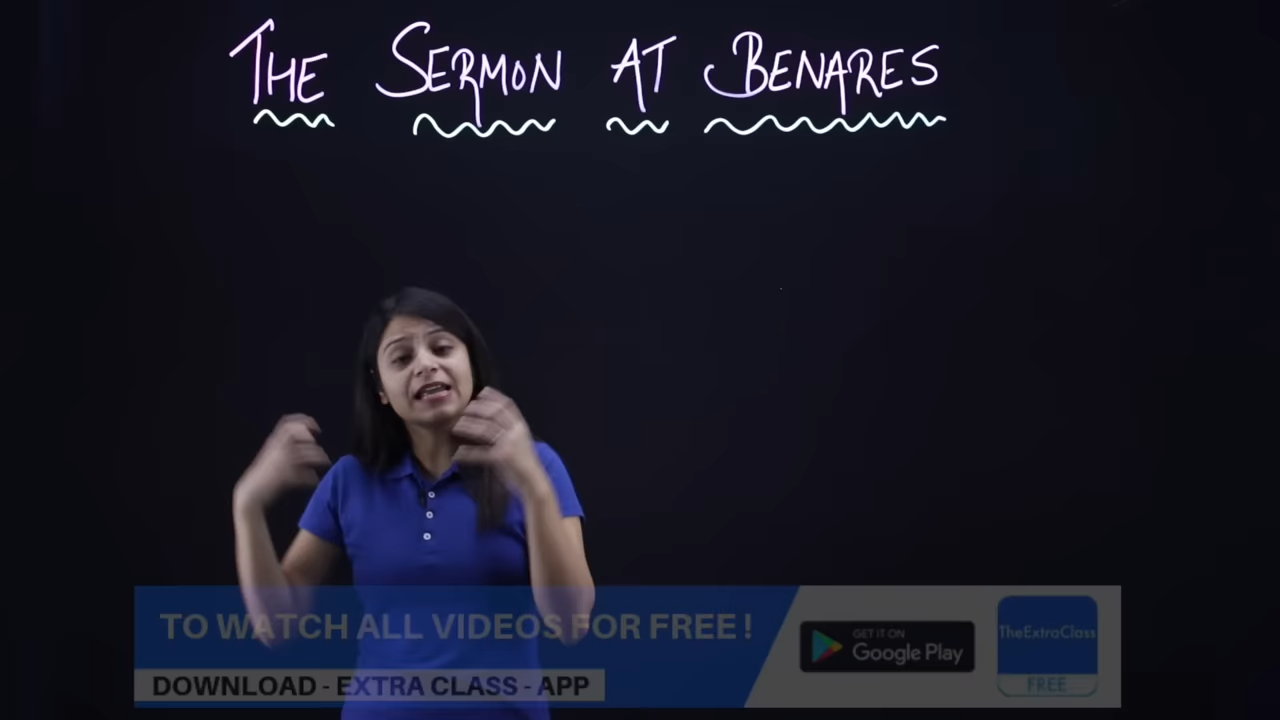 THE SERMON AT BENARES
TO WATCH ALL VIDEOS FOR FREE!
DOWNLOAD - EXTRA CLASS - APP
GET IT ON
Google Play
TheExtraClass
FREE